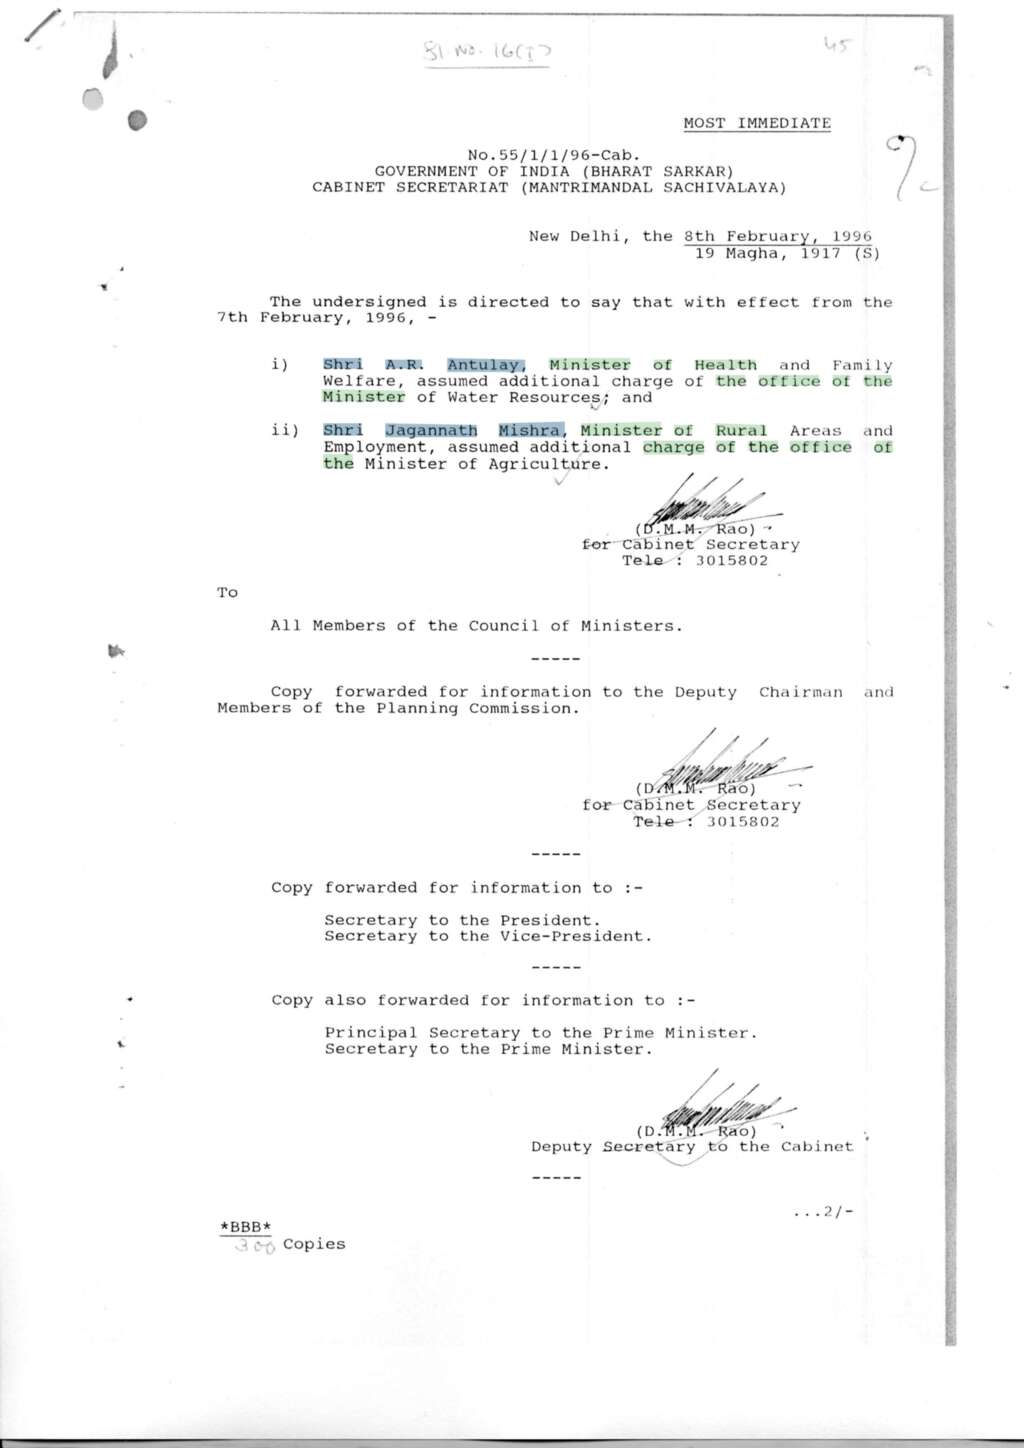 Sl No. 16(I)
45
MOST IMMEDIATE
No.55/1/1/96-Cab.
GOVERNMENT OF INDIA (BHARAT SARKAR)
CABINET SECRETARIAT (MANTRIMANDAL SACHIVALAYA)
New Delhi, the 8th February, 1996
19 Magha, 1917 (S)
The undersigned is directed to say that with effect from the
7th February, 1996, -
i) Shri A.R. Antulay, Minister of Health and Family
Welfare, assumed additional charge of the office of the
Minister of Water Resources; and
ii) Shri Jagannath Mishra, Minister of Rural Areas and
Employment, assumed additional charge of the office of
the Minister of Agriculture.
(D.M.M. Rao)
for Cabinet Secretary
Tele : 3015802
To
All Members of the Council of Ministers.
-----
Copy forwarded for information to the Deputy Chairman and
Members of the Planning Commission.
(D.M.M. Rao)
for Cabinet Secretary
Tele : 3015802
-----
Copy forwarded for information to :-
Secretary to the President.
Secretary to the Vice-President.
-----
Copy also forwarded for information to :-
Principal Secretary to the Prime Minister.
Secretary to the Prime Minister.
(D.M.M. Rao)
Deputy Secretary to the Cabinet
-----
...2/-
*BBB*
300 Copies